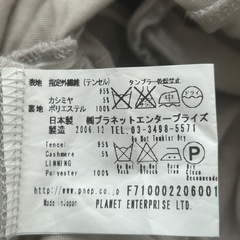 表地 指定外繊維（テンセル） 95% タンブラー乾燥禁止
カシミヤ 5%
裏地 ポリエステル 100%
日本製 ㈱プラネットエンタープライズ
製造 2006.12 TEL. 03-3498-5571
Do Not Tumbler Dry
Tencel 95%
Cashmere 5%
LINNING
Polyester 100%
Dry Clean Recommended
http://www.pnep.co.jp F710002206001
Made in Japan PLANET ENTERPRISE LTD.